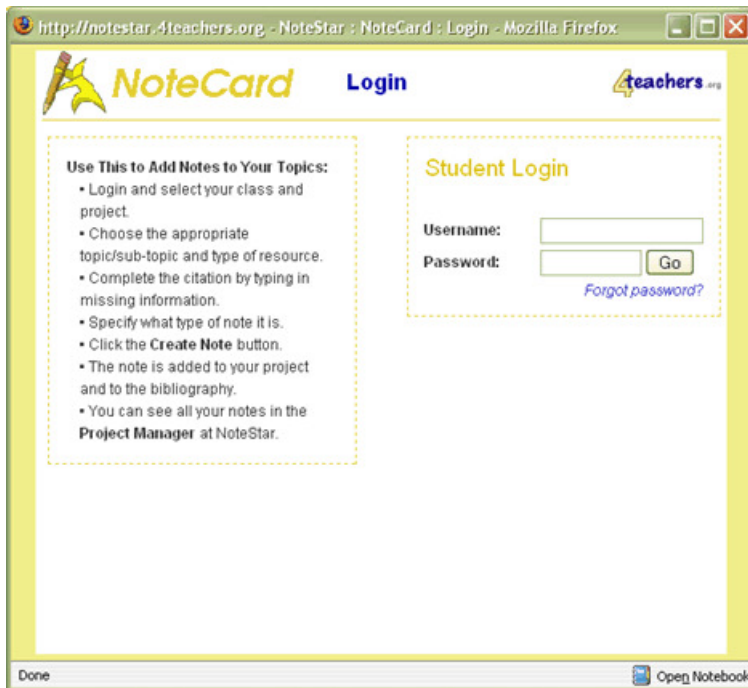 http://notestar.4teachers.org - NoteStar : NoteCard : Login - Mozilla Firefox
NoteCard Login 4teachers.org
Use This to Add Notes to Your Topics:
▪ Login and select your class and
project.
▪ Choose the appropriate
topic/sub-topic and type of resource.
▪ Complete the citation by typing in
missing information.
▪ Specify what type of note it is.
▪ Click the Create Note button.
▪ The note is added to your project
and to the bibliography.
▪ You can see all your notes in the
Project Manager at NoteStar.
Student Login
Username:
Password: Go
Forgot password?
Done Open Notebook